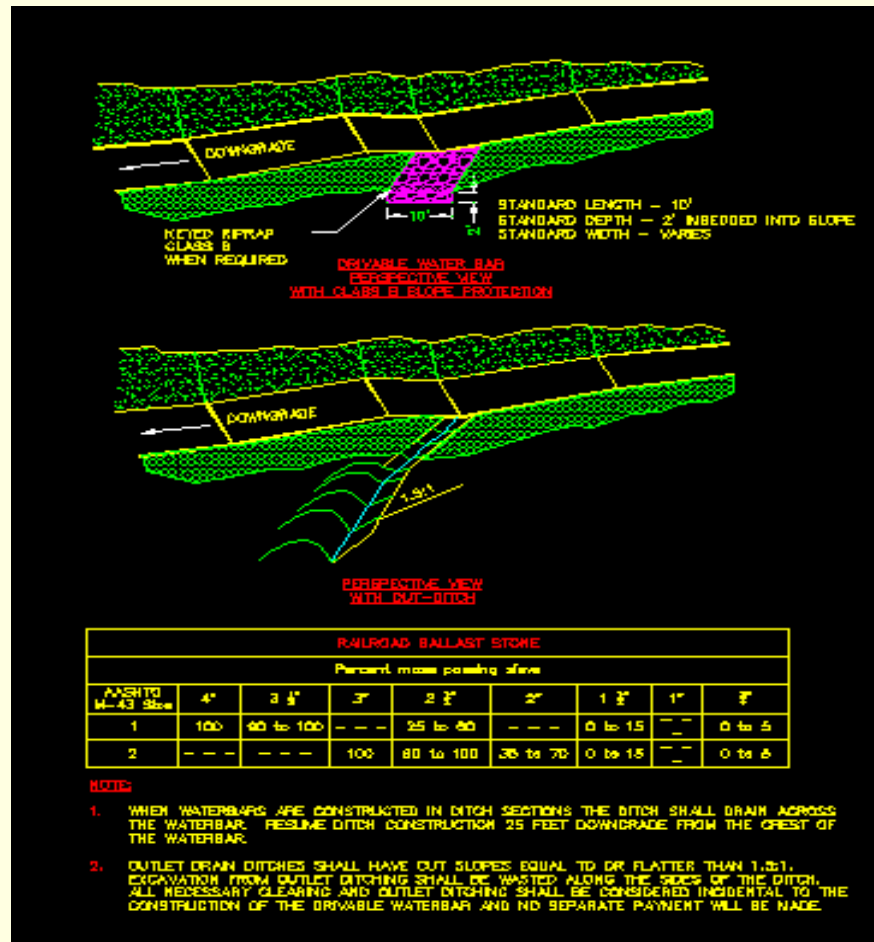 DOWNGRADE
10'
2'
STANDARD LENGTH – 10'
STANDARD DEPTH – 2' INBEDDED INTO SLOPE
STANDARD WIDTH – VARIES
KEYED RIPRAP
CLASS B
WHEN REQUIRED
DRIVABLE WATER BAR
PERSPECTIVE VIEW
WITH CLASS B SLOPE PROTECTION
DOWNGRADE
1.5:1
PERSPECTIVE VIEW
WITH OUT-DITCH
RAILROAD BALLAST STONE
Percent mass passing sieve
AASHTO
M-43 Size 4" 3 ½" 3" 2 ½" 2" 1 ½" 1" ¾"
1 100 90 to 100 – – – 25 to 60 – – – 0 to 15 – – – 0 to 5
2 – – – – – – 100 90 to 100 35 to 70 0 to 15 – – – 0 to 5
NOTE:
1. WHEN WATERBARS ARE CONSTRUCTED IN DITCH SECTIONS THE DITCH SHALL DRAIN ACROSS
THE WATERBAR. RESUME DITCH CONSTRUCTION 25 FEET DOWNGRADE FROM THE CREST OF
THE WATERBAR.
2. OUTLET DRAIN DITCHES SHALL HAVE CUT SLOPES EQUAL TO OR FLATTER THAN 1.5:1.
EXCAVATION FROM OUTLET DITCHING SHALL BE WASTED ALONG THE SIDES OF THE DITCH.
ALL NECESSARY CLEARING AND OUTLET DITCHING SHALL BE CONSIDERED INCIDENTAL TO THE
CONSTRUCTION OF THE DRIVABLE WATERBAR AND NO SEPARATE PAYMENT WILL BE MADE.